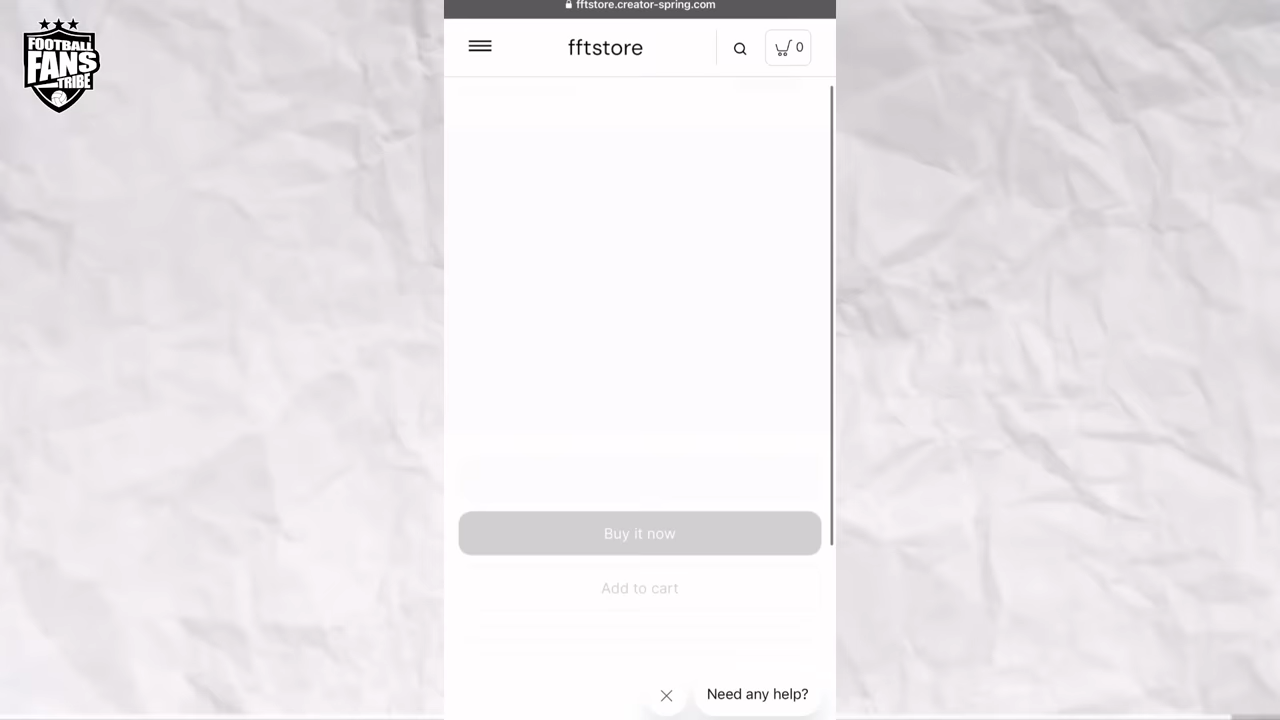 fftstore.creator-spring.com
FOOTBALL
FANS
TRIBE
fftstore
0
Buy it now
Add to cart
Need any help?